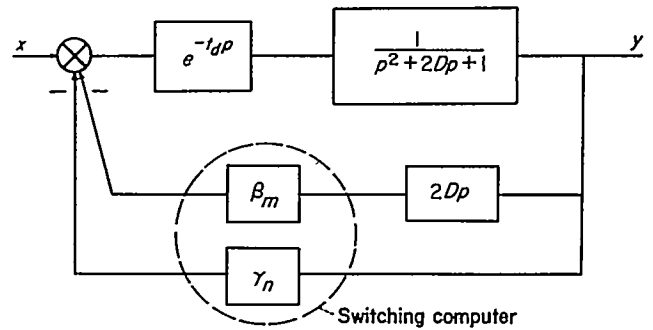 x
e^{-t_d p}
1
p^2+2Dp+1
y
β_m
2Dp
γ_n
Switching computer